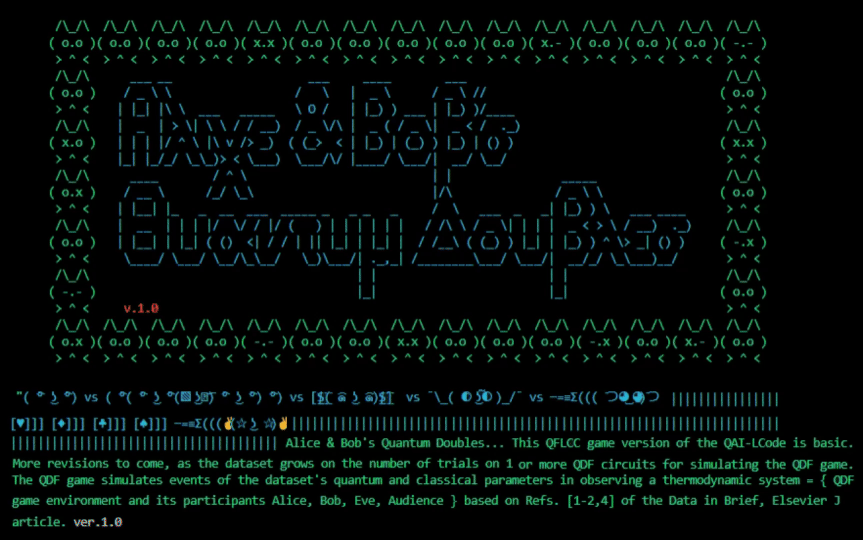 v.1.0
vs vs vs vs
[♥]]] [♦]]] [♣]]] [♠]]]
Alice & Bob's Quantum Doubles... This QFLCC game version of the QAI-LCode is basic.
More revisions to come, as the dataset grows on the number of trials on 1 or more QDF circuits for simulating the QDF game.
The QDF game simulates events of the dataset's quantum and classical parameters in observing a thermodynamic system = { QDF
game environment and its participants Alice, Bob, Eve, Audience } based on Refs. [1-2,4] of the Data in Brief, Elsevier J
article. ver.1.0